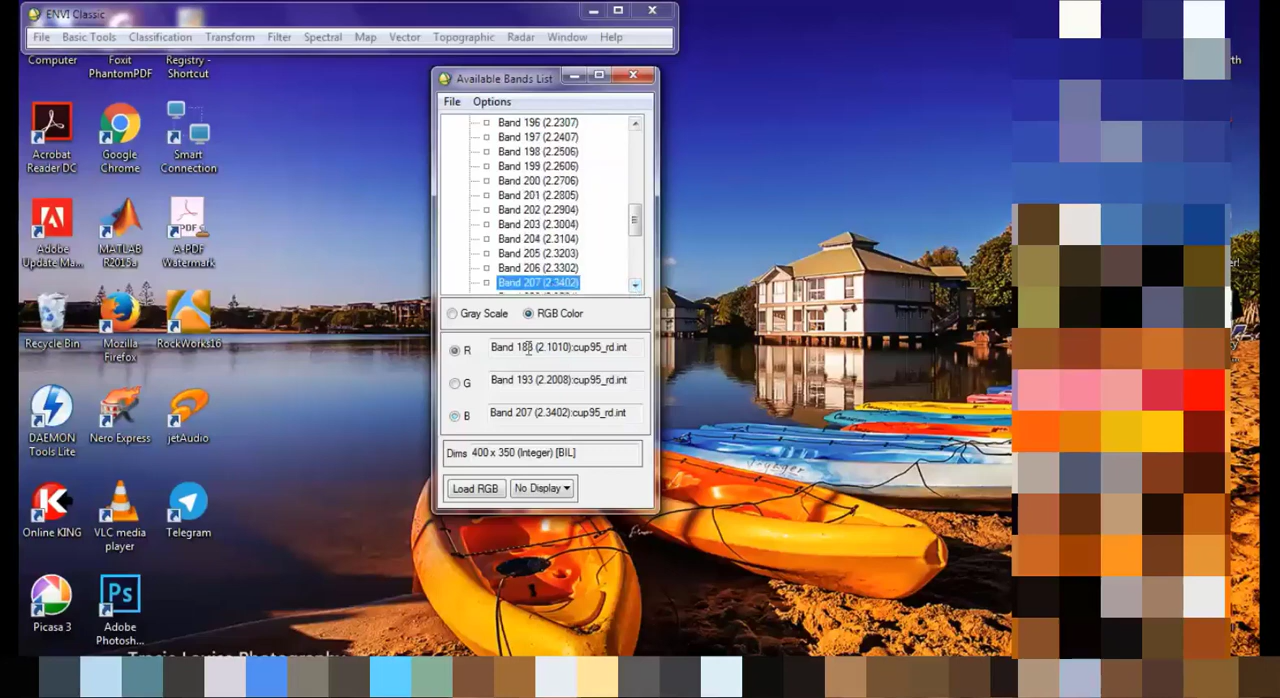 ENVI Classic
File Basic Tools Classification Transform Filter Spectral Map Vector Topographic Radar Window Help
Computer
Foxit PhantomPDF
Registry - Shortcut
Acrobat Reader DC
Google Chrome
Smart Connection
Adobe Update Ma...
MATLAB R2015a
A-PDF Watermark
Recycle Bin
Mozilla Firefox
RockWorks16
DAEMON Tools Lite
Nero Express
jetAudio
Online KING
VLC media player
Telegram
Picasa 3
Adobe Photosh...
Available Bands List
File Options
Band 196 (2.2307)
Band 197 (2.2407)
Band 198 (2.2506)
Band 199 (2.2606)
Band 200 (2.2706)
Band 201 (2.2805)
Band 202 (2.2904)
Band 203 (2.3004)
Band 204 (2.3104)
Band 205 (2.3203)
Band 206 (2.3302)
Band 207 (2.3402)
Gray Scale RGB Color
R Band 183 (2.1010):cup95_rd.int
G Band 193 (2.2008):cup95_rd.int
B Band 207 (2.3402):cup95_rd.int
Dims 400 x 350 (Integer) [BIL]
Load RGB No Display
Voyager